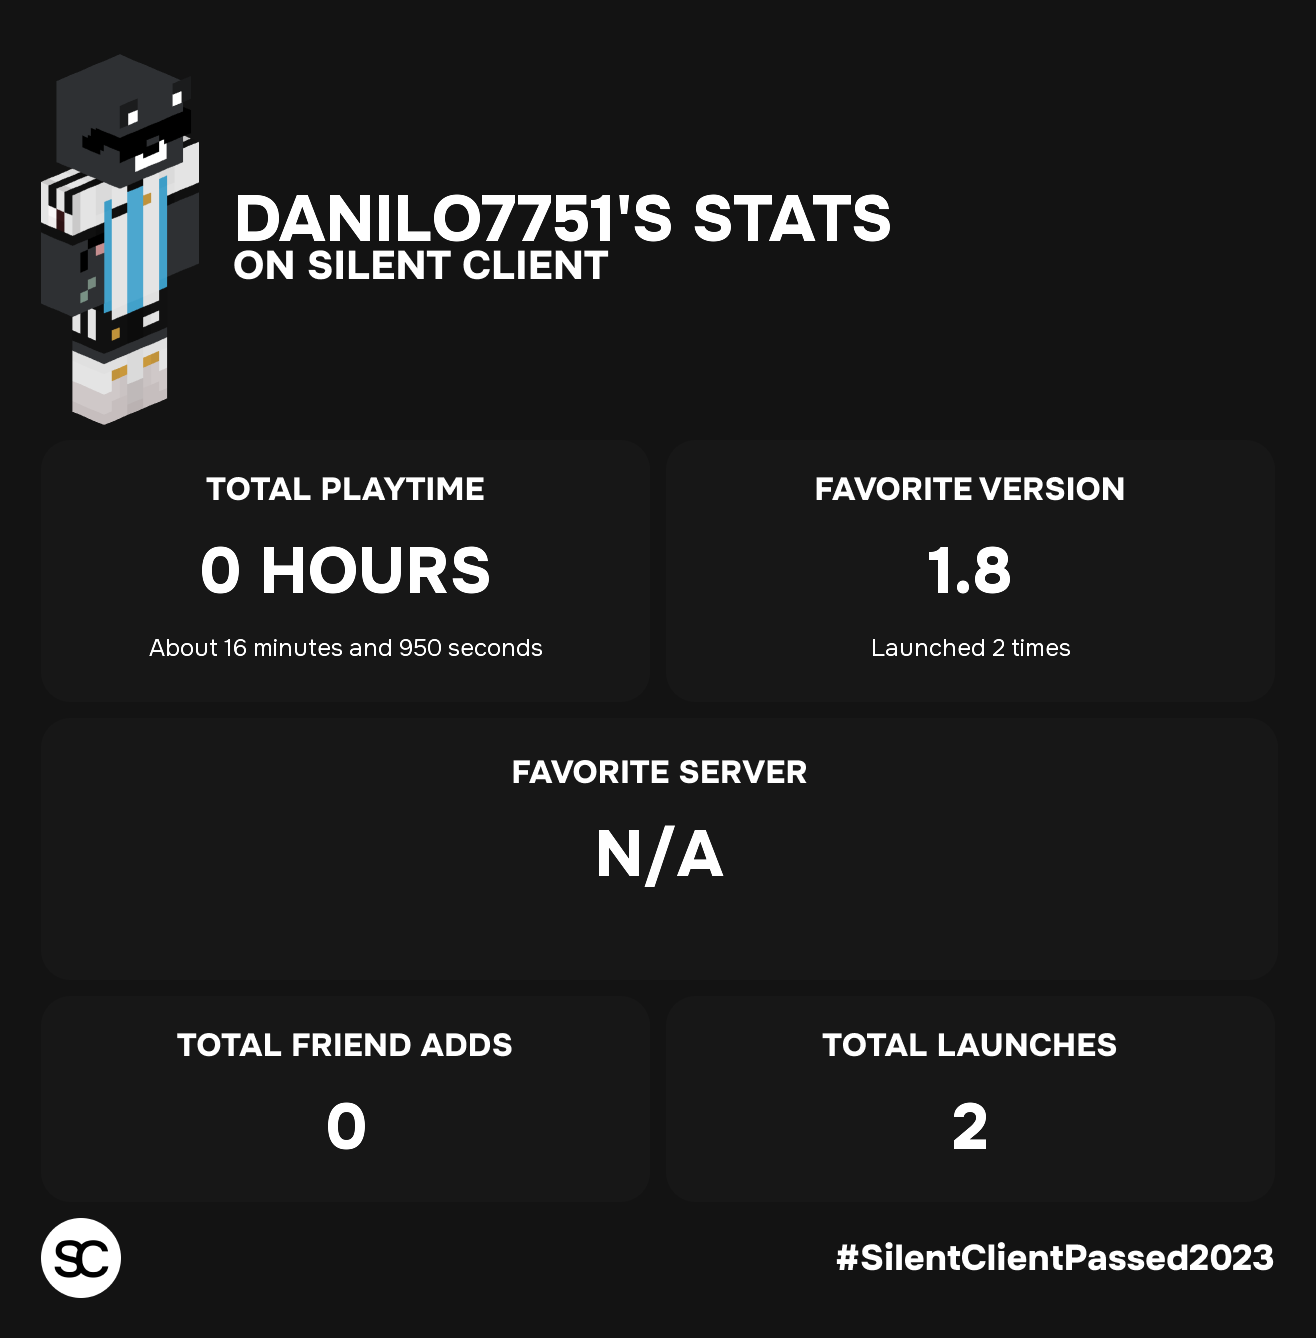 DANILO7751'S STATS
ON SILENT CLIENT
TOTAL PLAYTIME
0 HOURS
About 16 minutes and 950 seconds
FAVORITE VERSION
1.8
Launched 2 times
FAVORITE SERVER
N/A
TOTAL FRIEND ADDS
0
TOTAL LAUNCHES
2
SC
#SilentClientPassed2023